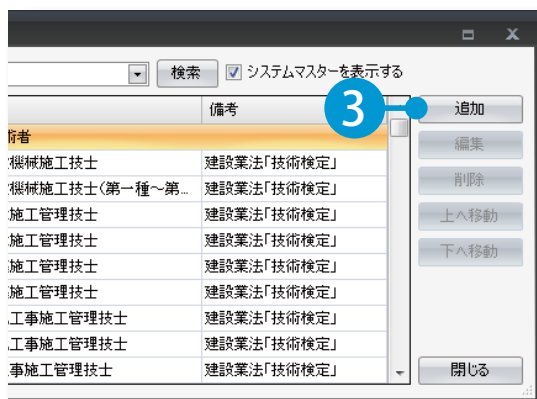 X
検索 システムマスターを表示する
備考
3
追加
術者
編集
機械施工技士 建設業法「技術検定」
機械施工技士(第一種~第... 建設業法「技術検定」
削除
施工管理技士 建設業法「技術検定」
上へ移動
施工管理技士 建設業法「技術検定」
下へ移動
施工管理技士 建設業法「技術検定」
施工管理技士 建設業法「技術検定」
工事施工管理技士 建設業法「技術検定」
工事施工管理技士 建設業法「技術検定」
事施工管理技士 建設業法「技術検定」
閉じる